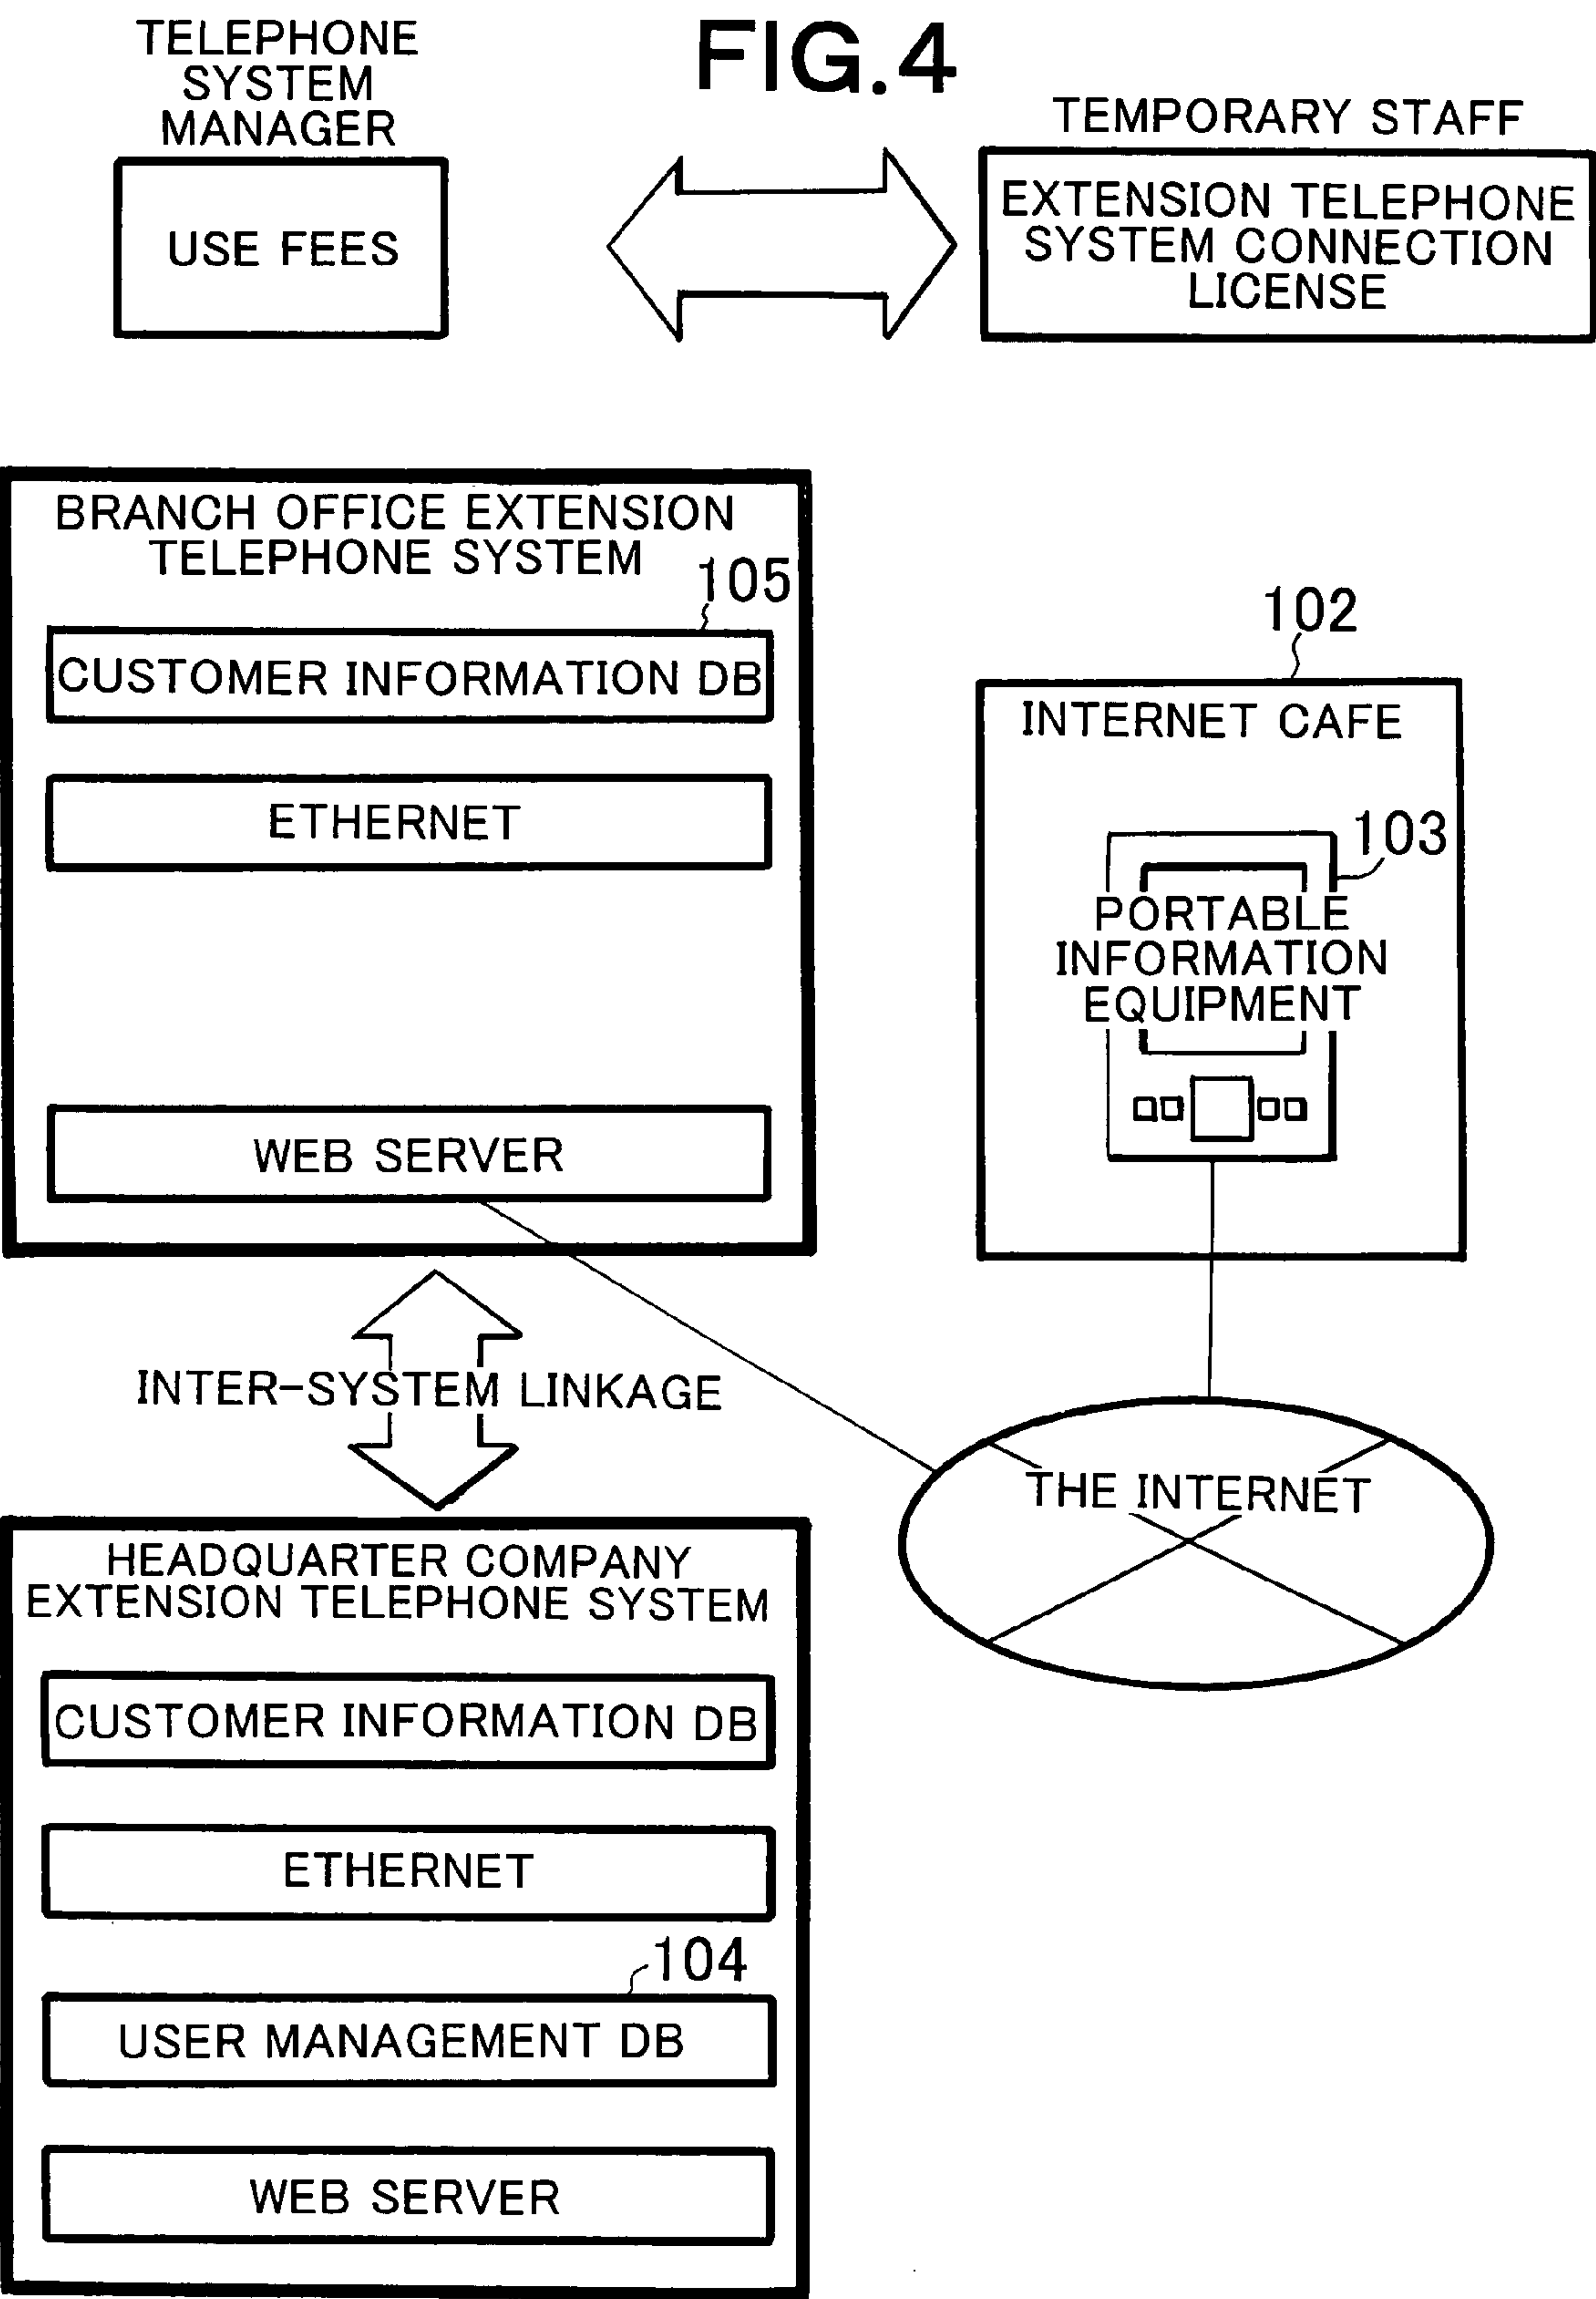 FIG.4
TELEPHONE
SYSTEM
MANAGER
USE FEES
TEMPORARY STAFF
EXTENSION TELEPHONE
SYSTEM CONNECTION
LICENSE
BRANCH OFFICE EXTENSION
TELEPHONE SYSTEM
105
CUSTOMER INFORMATION DB
ETHERNET
WEB SERVER
102
INTERNET CAFE
103
PORTABLE
INFORMATION
EQUIPMENT
INTER-SYSTEM LINKAGE
THE INTERNET
HEADQUARTER COMPANY
EXTENSION TELEPHONE SYSTEM
CUSTOMER INFORMATION DB
ETHERNET
104
USER MANAGEMENT DB
WEB SERVER